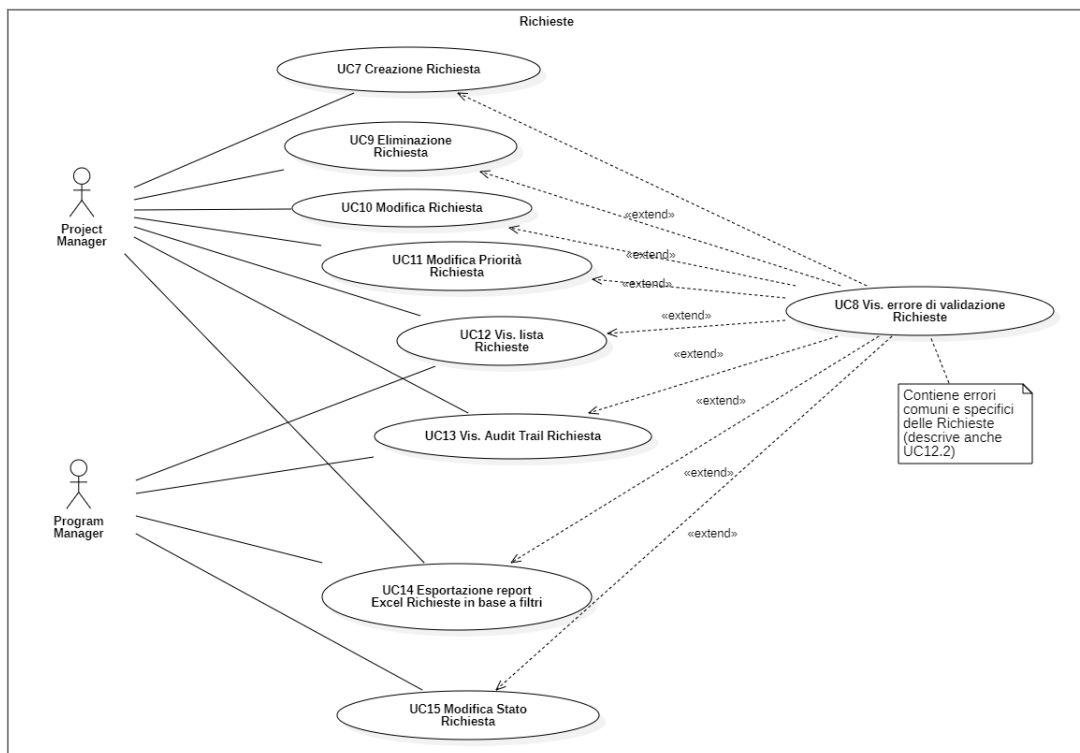 Richieste
UC7 Creazione Richiesta
UC9 Eliminazione
Richiesta
UC10 Modifica Richiesta
UC11 Modifica Priorità
Richiesta
UC12 Vis. lista
Richieste
UC13 Vis. Audit Trail Richiesta
UC14 Esportazione report
Excel Richieste in base a filtri
UC15 Modifica Stato
Richiesta
Project
Manager
Program
Manager
«extend»
«extend»
«extend»
«extend»
«extend»
«extend»
«extend»
«extend»
UC8 Vis. errore di validazione
Richieste
Contiene errori
comuni e specifici
delle Richieste
(descrive anche
UC12.2)